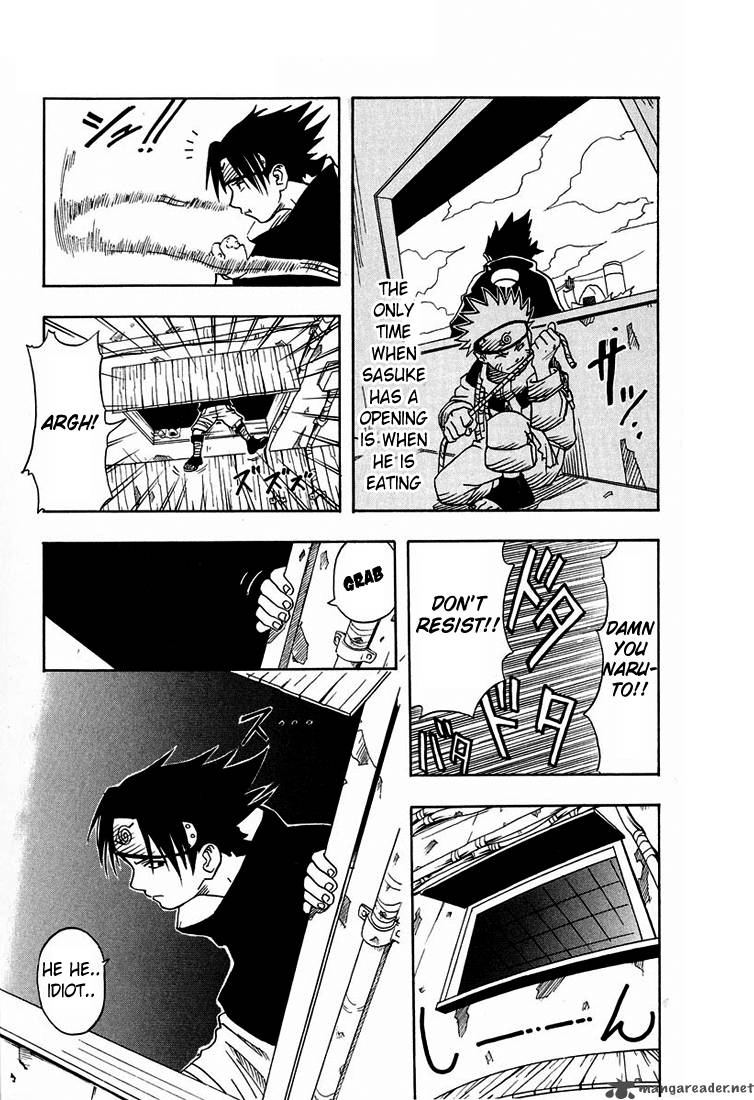 THE
ONLY
TIME
WHEN
SASUKE
HAS A
OPENING
IS WHEN
HE IS
EATING
ザッ
ッ!!
ARGH!
ズズズッ
DAMN
YOU
NARU-
TO!!
DON'T
RESIST!!
ドタ
ドタ
バタ
GRAB
しーーん
ス....
HE HE..
IDIOT..
mangareader.net